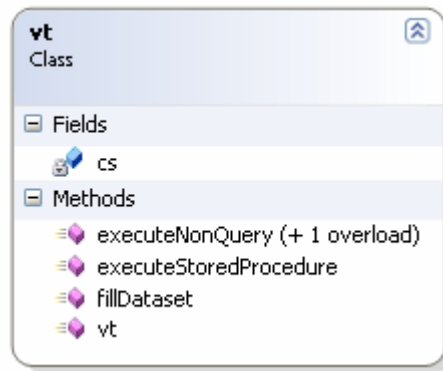 vt
Class
Fields
cs
Methods
executeNonQuery (+ 1 overload)
executeStoredProcedure
fillDataset
vt